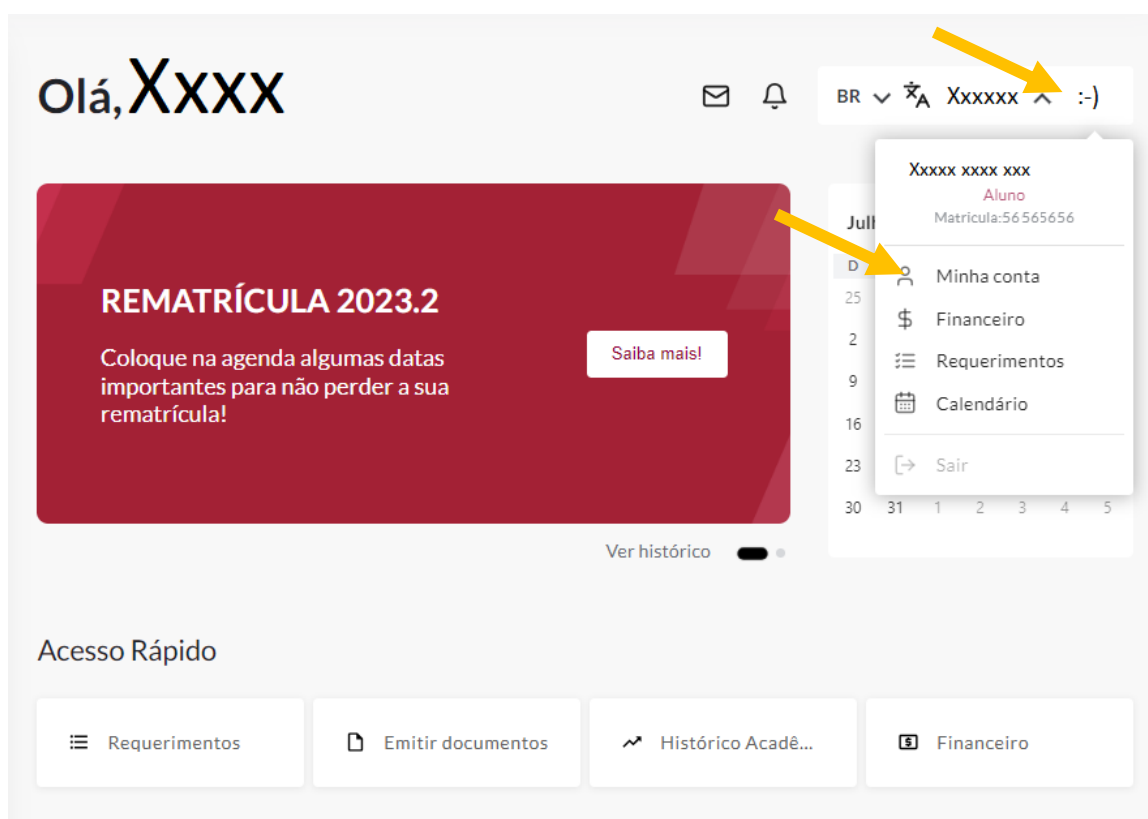 Olá, Xxxx
BR Xxxxxx :-)
Xxxxx xxxx xxx
Aluno
Matricula:56565656
Minha conta
Financeiro
Requerimentos
Calendário
Sair
REMATRÍCULA 2023.2
Coloque na agenda algumas datas
importantes para não perder a sua
rematrícula!
Saiba mais!
D
25
2
9
16
23
30 31 1 2 3 4 5
Ver histórico
Acesso Rápido
Requerimentos
Emitir documentos
Histórico Acadê...
Financeiro